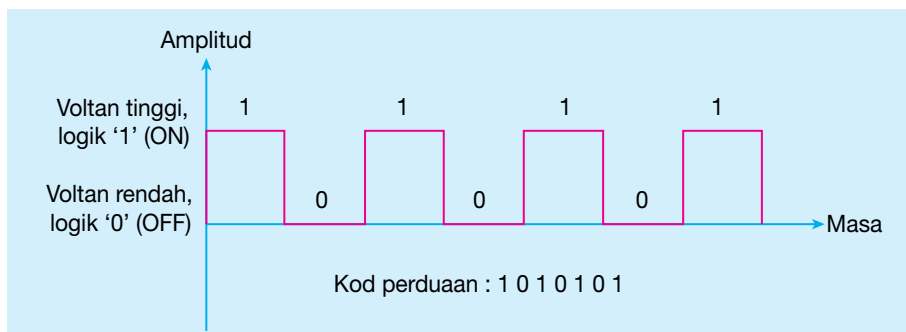 Amplitud
Voltan tinggi,
logik ‘1’ (ON)
1 1 1 1
Voltan rendah,
logik ‘0’ (OFF)
0 0 0
Masa
Kod perduaan : 1 0 1 0 1 0 1